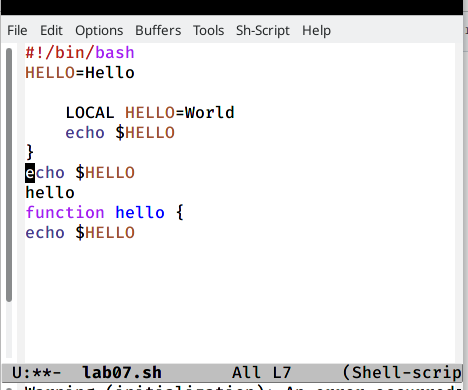 File Edit Options Buffers Tools Sh-Script Help
#!/bin/bash
HELLO=Hello
LOCAL HELLO=World
echo $HELLO
}
echo $HELLO
hello
function hello {
echo $HELLO
U:**- lab07.sh All L7 (Shell-scrip